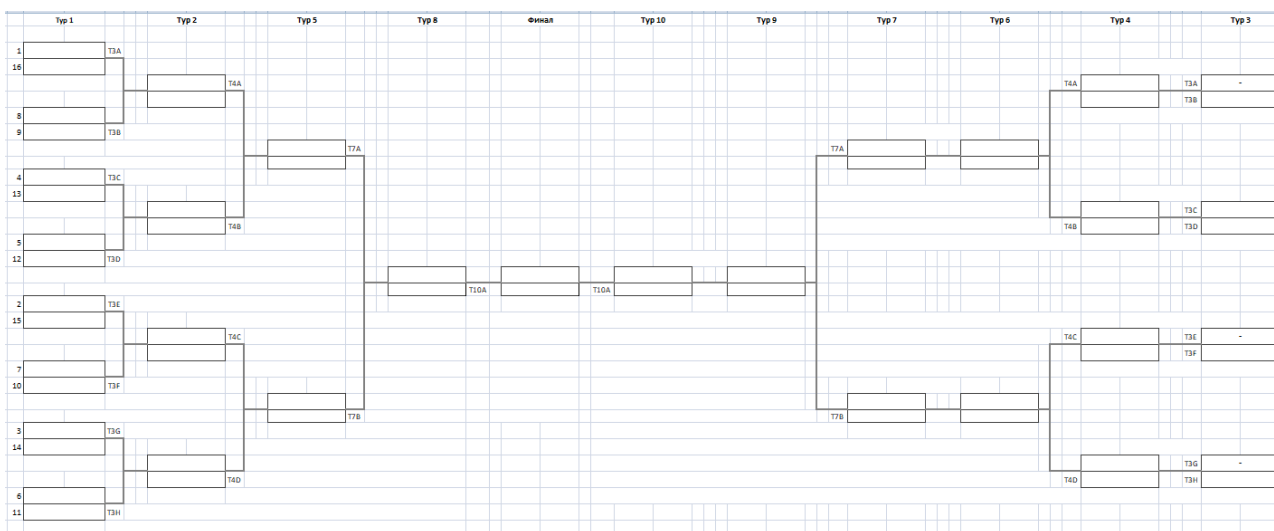 Тур 1 Тур 2 Тур 5 Тур 8 Финал Тур 10 Тур 9 Тур 7 Тур 6 Тур 4 Тур 3
1 T3A
16
T4A T4A T3A -
T3B
8
9 T3B
T7A T7A
4 T3C
13
T3C
T4B T4B T3D
5
12 T3D
T10A T10A
2 T3E
15
T4C T4C T3E -
T3F
7
10 T3F
T7B T7B
3 T3G
14
T3G -
T4D T4D T3H
6
11 T3H